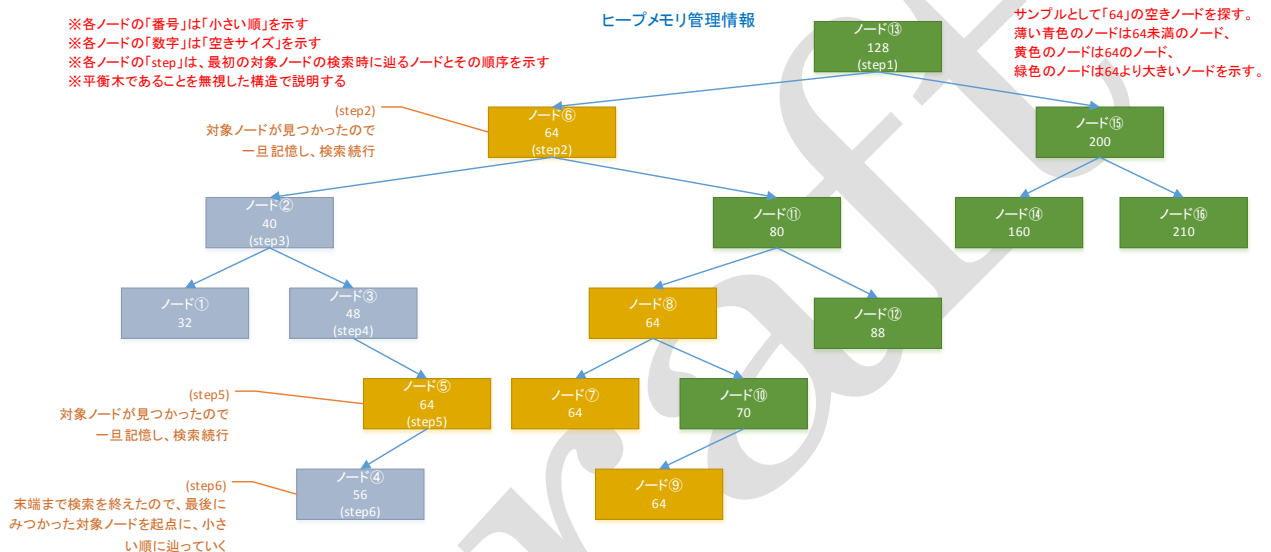 ※各ノードの「番号」は「小さい順」を示す
※各ノードの「数字」は「空きサイズ」を示す
※各ノードの「step」は、最初の対象ノードの検索時に辿るノードとその順序を示す
※平衡木であることを無視した構造で説明する
ヒープメモリ管理情報
サンプルとして「64」の空きノードを探す。
薄い青色のノードは64未満のノード、
黄色のノードは64のノード、
緑色のノードは64より大きいノードを示す。
ノード⑬
128
(step1)
(step2)
対象ノードが見つかったので
一旦記憶し、検索続行
ノード⑥
64
(step2)
ノード⑮
200
ノード②
40
(step3)
ノード⑪
80
ノード⑭
160
ノード⑯
210
ノード①
32
ノード③
48
(step4)
ノード⑧
64
ノード⑫
88
(step5)
対象ノードが見つかったので
一旦記憶し、検索続行
ノード⑤
64
(step5)
ノード⑦
64
ノード⑩
70
(step6)
末端まで検索を終えたので、最後に
みつかった対象ノードを起点に、小さ
い順に辿っていく
ノード④
56
(step6)
ノード⑨
64